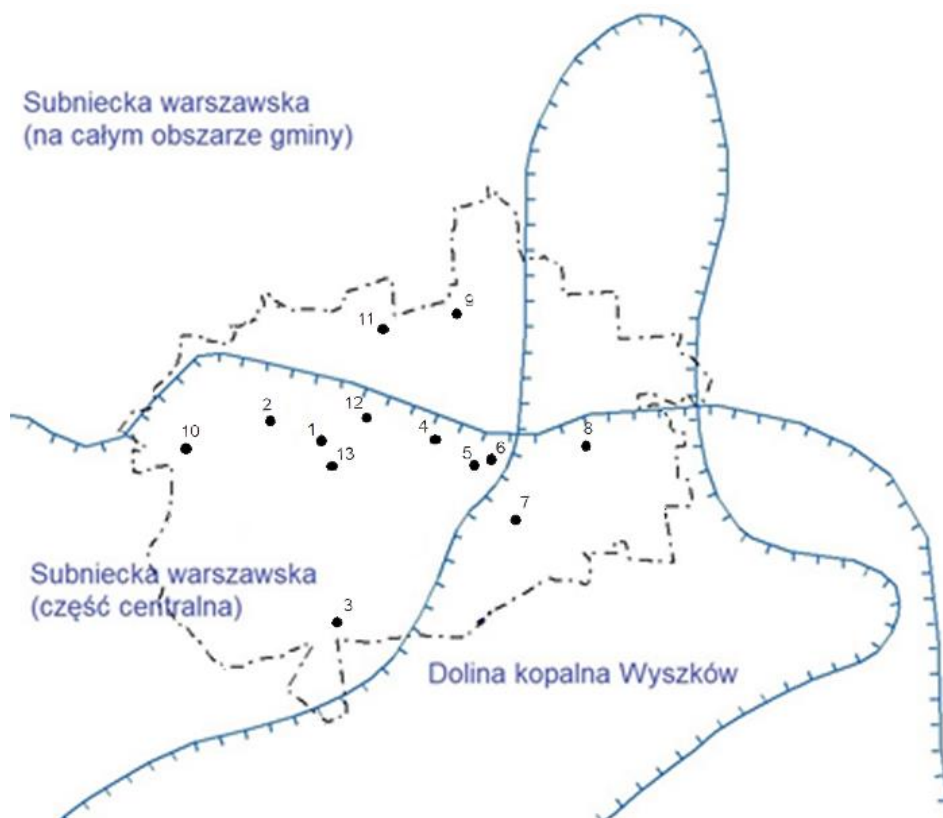 Subniecka warszawska
(na całym obszarze gminy)
9
11
2
12
1
4
10
13
5
6
8
7
Subniecka warszawska
(część centralna)
3
Dolina kopalna Wyszków